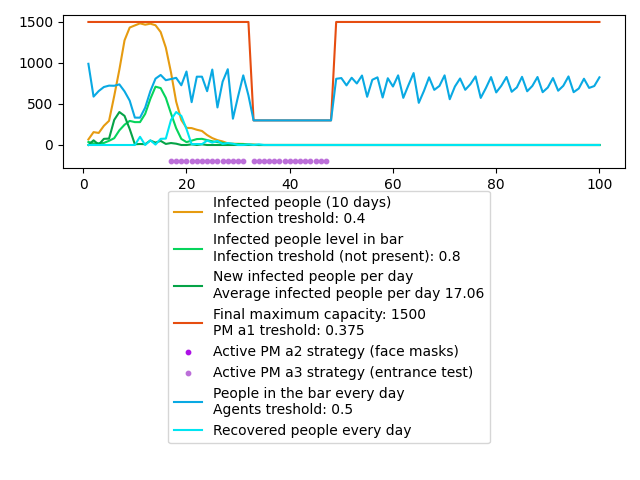 1500
1000
500
0
0
20
40
60
80
100
Infected people (10 days)
Infection treshold: 0.4
Infected people level in bar
Infection treshold (not present): 0.8
New infected people per day
Average infected people per day 17.06
Final maximum capacity: 1500
PM a1 treshold: 0.375
Active PM a2 strategy (face masks)
Active PM a3 strategy (entrance test)
People in the bar every day
Agents treshold: 0.5
Recovered people every day